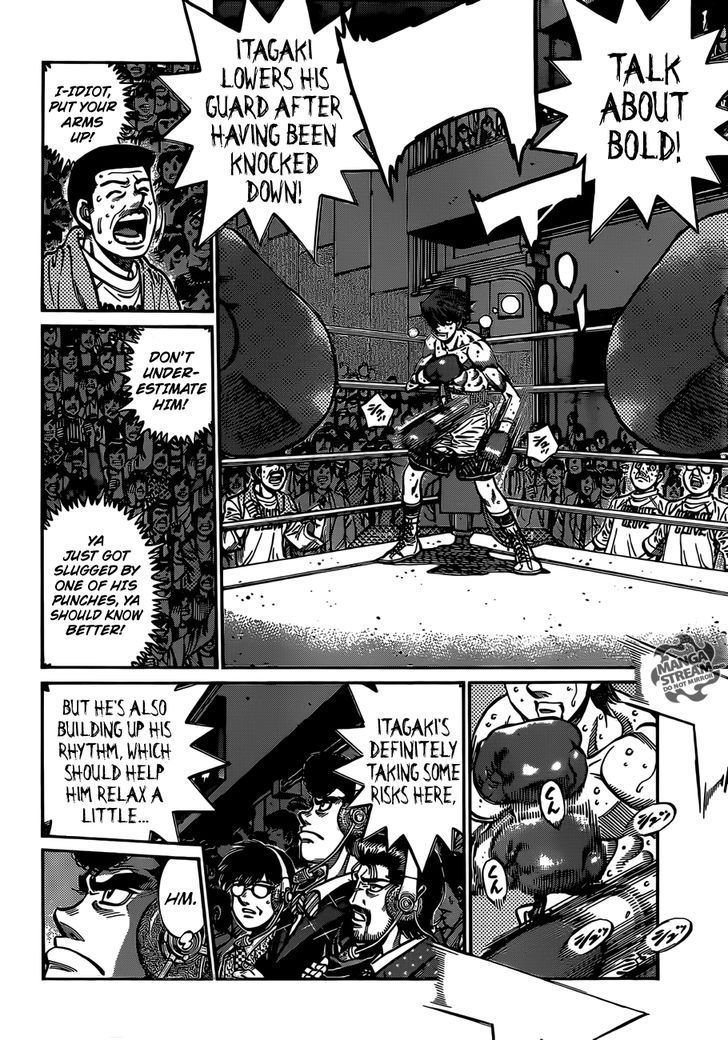 TALK
ABOUT
BOLD!
ITAGAKI
LOWERS HIS
GUARD AFTER
HAVING BEEN
KNOCKED
DOWN!
I-IDIOT,
PUT YOUR
ARMS
UP!
DON'T
UNDER-
ESTIMATE
HIM!
YA
JUST GOT
SLUGGED BY
ONE OF HIS
PUNCHES, YA
SHOULD KNOW
BETTER!
MANGA
STREAM
DO NOT MIRROR
ITAGAKI'S
DEFINITELY
TAKING SOME
RISKS HERE,
BUT HE'S ALSO
BUILDING UP HIS
RHYTHM, WHICH
SHOULD HELP
HIM RELAX A
LITTLE...
HM.